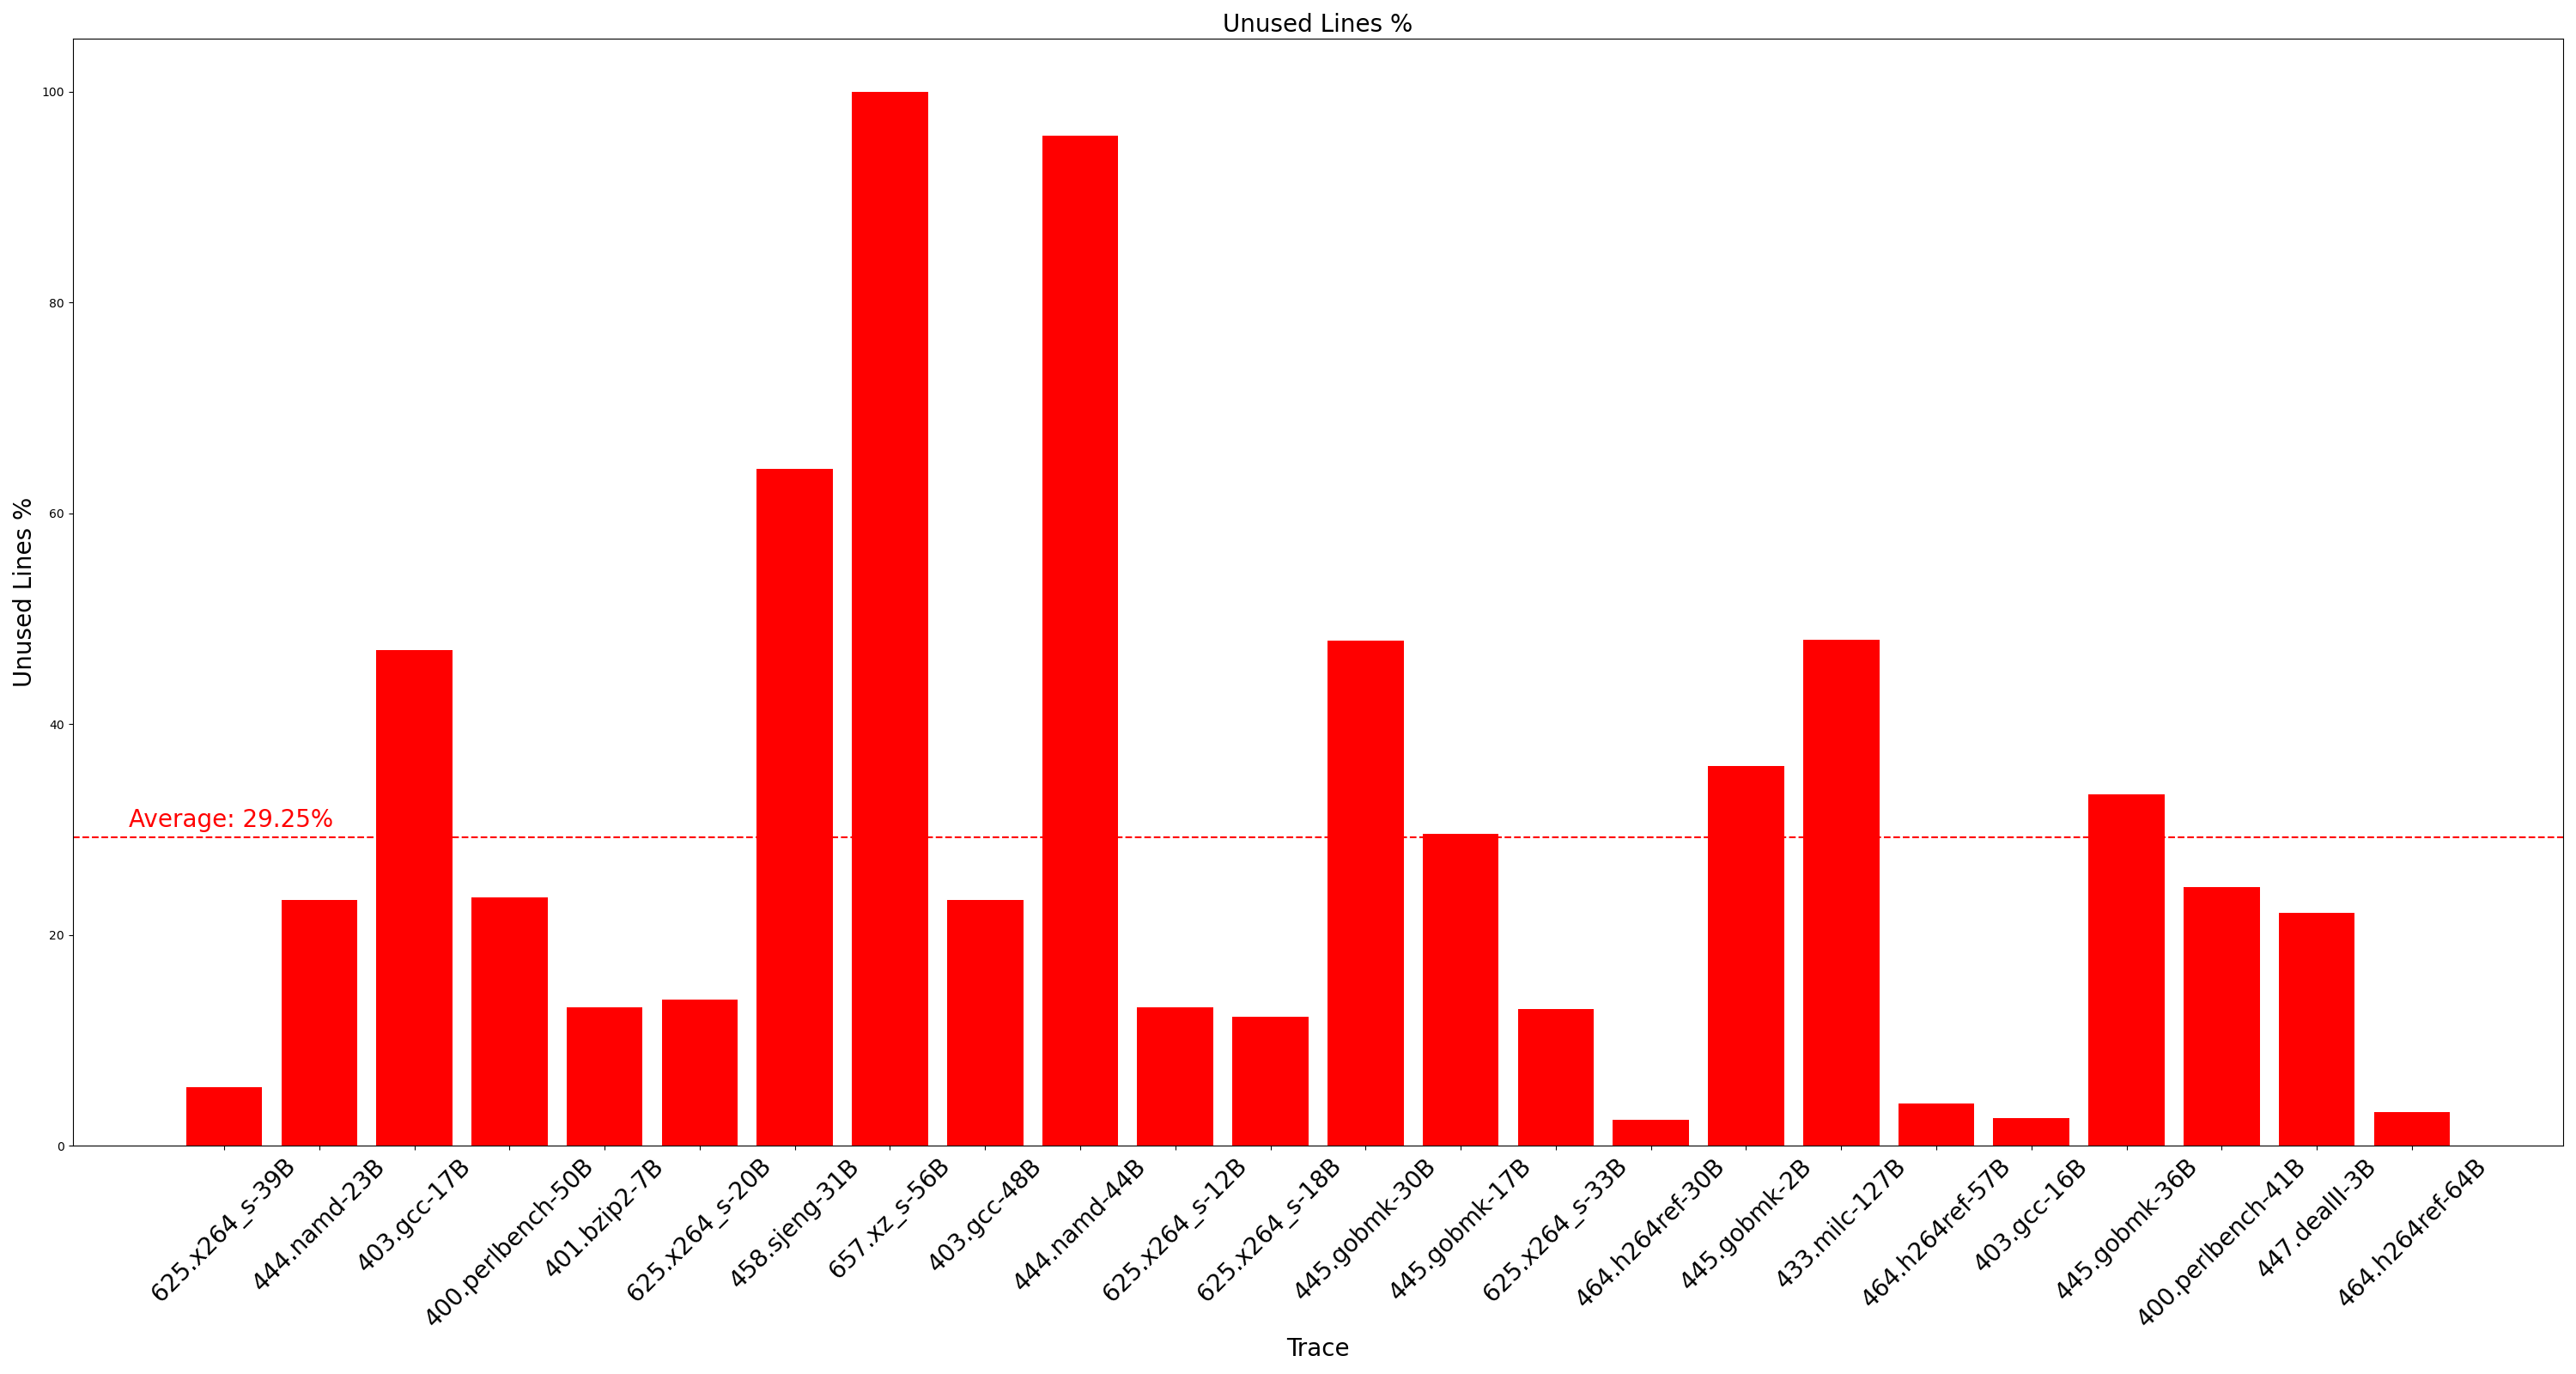 Unused Lines %
Unused Lines %
100
80
60
40
20
0
Average: 29.25%
625.x264_s-39B
444.namd-23B
403.gcc-17B
400.perlbench-50B
401.bzip2-7B
625.x264_s-20B
458.sjeng-31B
657.xz_s-56B
403.gcc-48B
444.namd-44B
625.x264_s-12B
625.x264_s-18B
445.gobmk-30B
445.gobmk-17B
625.x264_s-33B
464.h264ref-30B
445.gobmk-2B
433.milc-127B
464.h264ref-57B
403.gcc-16B
445.gobmk-36B
400.perlbench-41B
447.dealII-3B
464.h264ref-64B
Trace